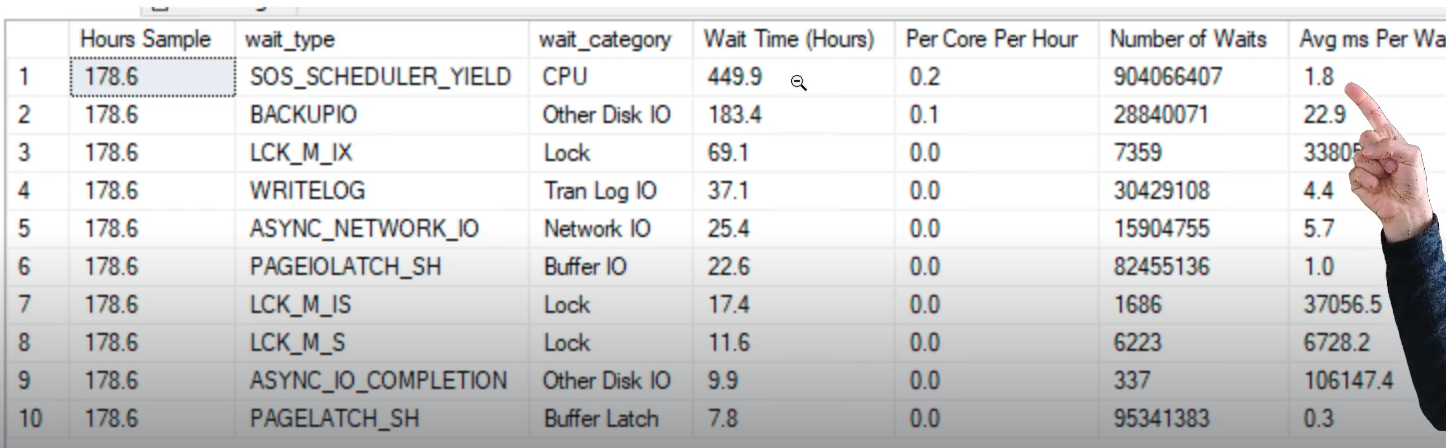 Hours Sample wait_type wait_category Wait Time (Hours) Per Core Per Hour Number of Waits Avg ms Per
1 178.6 SOS_SCHEDULER_YIELD CPU 449.9 0.2 904066407 1.8
2 178.6 BACKUPIO Other Disk IO 183.4 0.1 28840071 22.9
3 178.6 LCK_M_IX Lock 69.1 0.0 7359
4 178.6 WRITELOG Tran Log IO 37.1 0.0 30429108 4.4
5 178.6 ASYNC_NETWORK_IO Network IO 25.4 0.0 15904755 5.7
6 178.6 PAGEIOLATCH_SH Buffer IO 22.6 0.0 82455136 1.0
7 178.6 LCK_M_IS Lock 17.4 0.0 1686 37056.5
8 178.6 LCK_M_S Lock 11.6 0.0 6223 6728.2
9 178.6 ASYNC_IO_COMPLETION Other Disk IO 9.9 0.0 337 106147.4
10 178.6 PAGELATCH_SH Buffer Latch 7.8 0.0 95341383 0.3